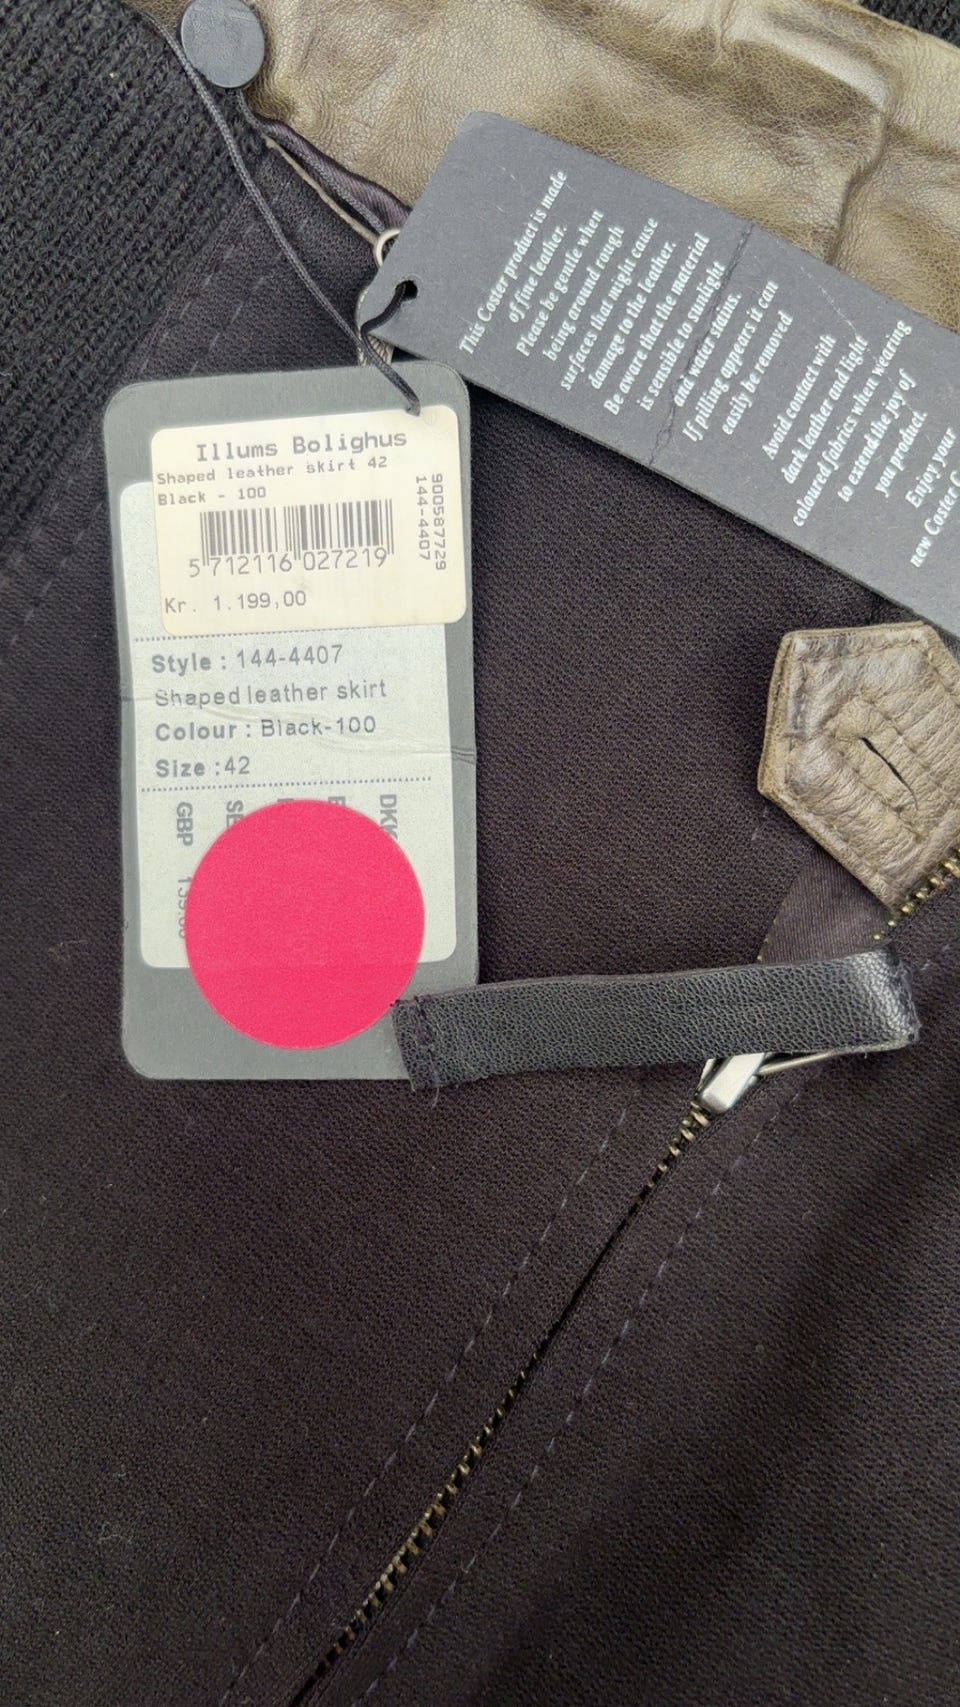 Illums Bolighus
Shaped leather skirt 42
Black - 100
900587729
144-4407
5 712116 027219
Kr. 1.199,00
Style : 144-4407
Shaped leather skirt
Colour : Black-100
Size : 42
GBP
This Coster product is made
of fine leather.
Please be gentle when
being around rough
surfaces that might cause
damage to the leather.
Be aware that the material
is sensible to sunlight
and water stains.
If pilling appears it can
easily be removed
Avoid contact with
dark leather and light
coloured fabrics when wearing
to extend the joy of
you product.
Enjoy your
new Coster